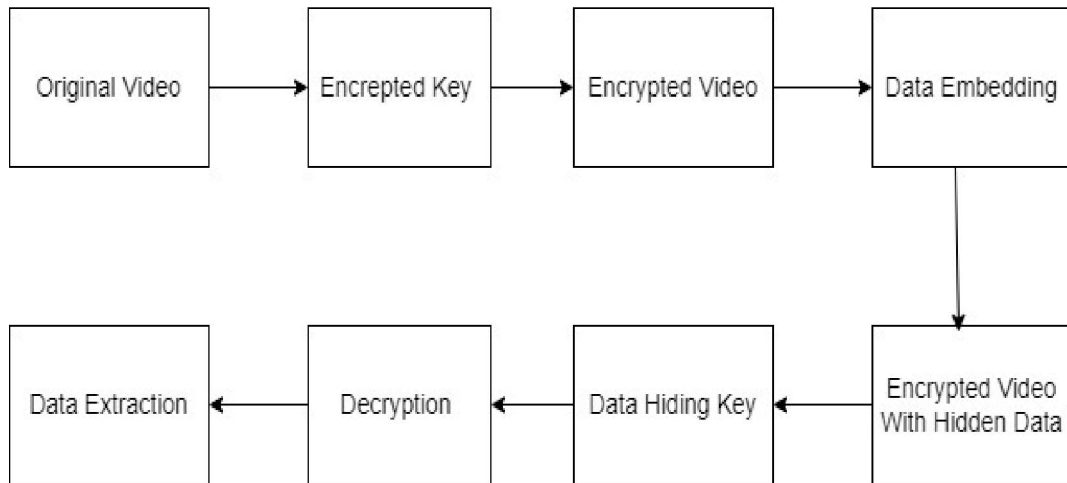 Original Video
Encrepted Key
Encrypted Video
Data Embedding
Encrypted Video
With Hidden Data
Data Hiding Key
Decryption
Data Extraction